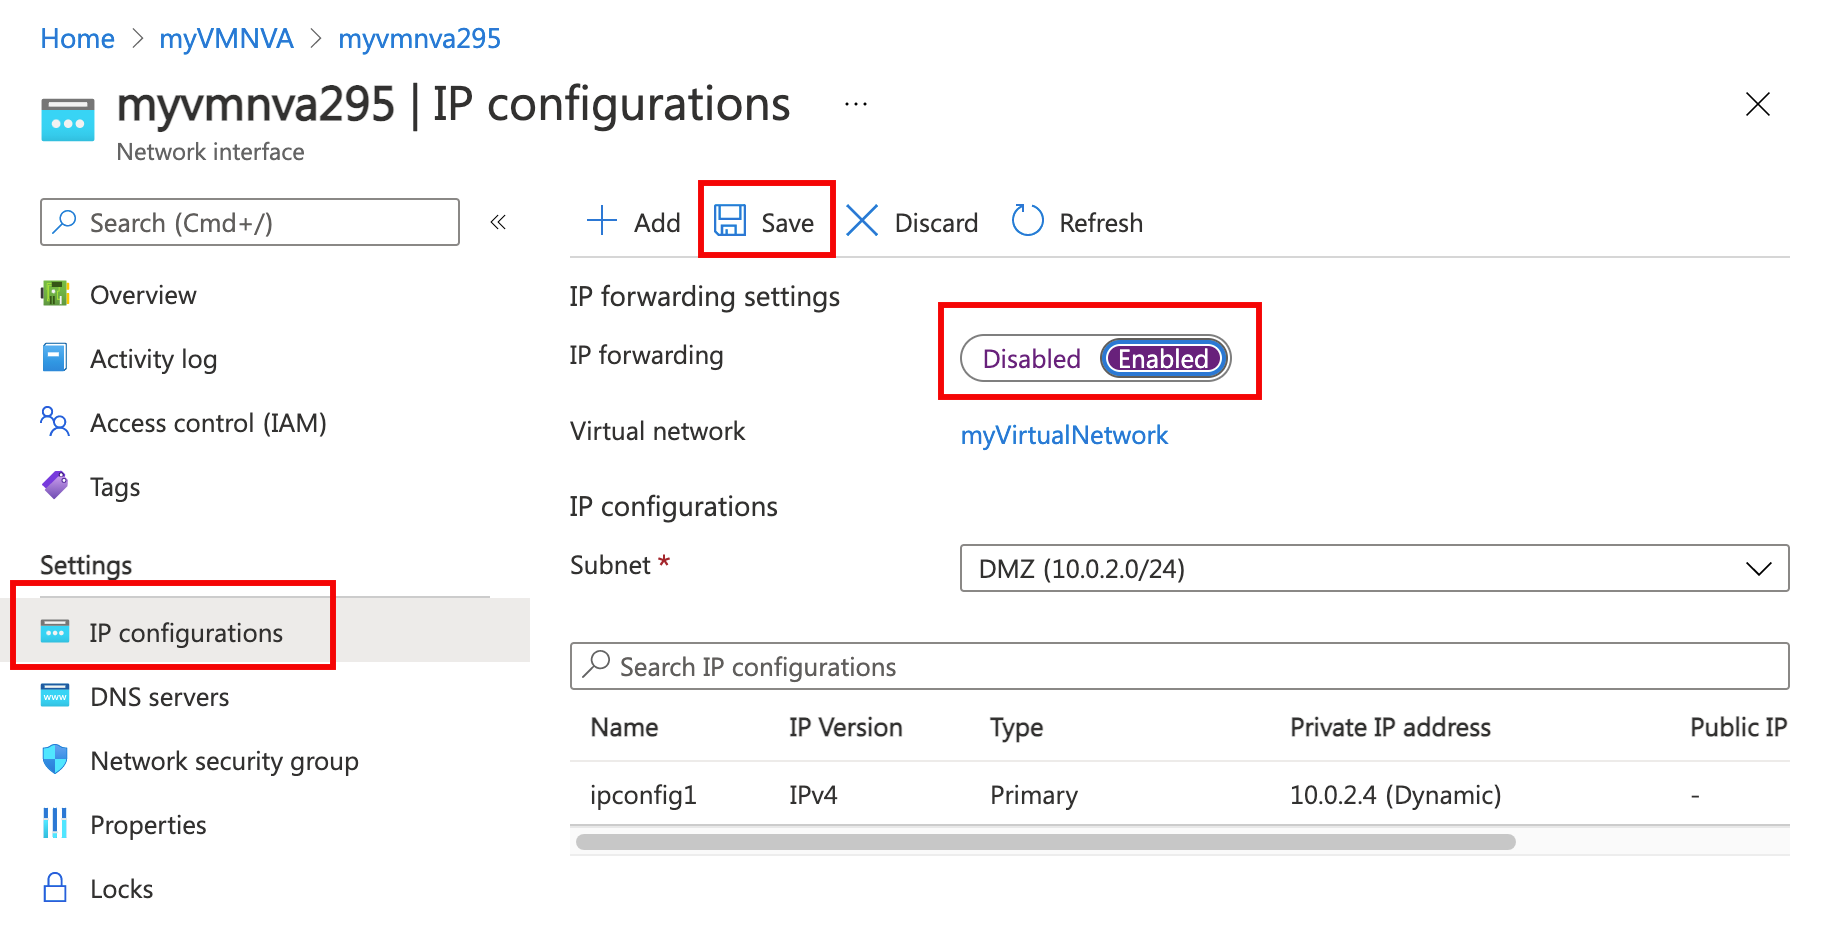 Home > myVMNVA > myvmnva295
myvmnva295 | IP configurations ...
Network interface
Search (Cmd+/) «
Add Save Discard Refresh
Overview
Activity log
Access control (IAM)
Tags
Settings
IP configurations
DNS servers
Network security group
Properties
Locks
IP forwarding settings
IP forwarding Disabled Enabled
Virtual network myVirtualNetwork
IP configurations
Subnet * DMZ (10.0.2.0/24)
Search IP configurations
Name IP Version Type Private IP address Public IP
ipconfig1 IPv4 Primary 10.0.2.4 (Dynamic) -